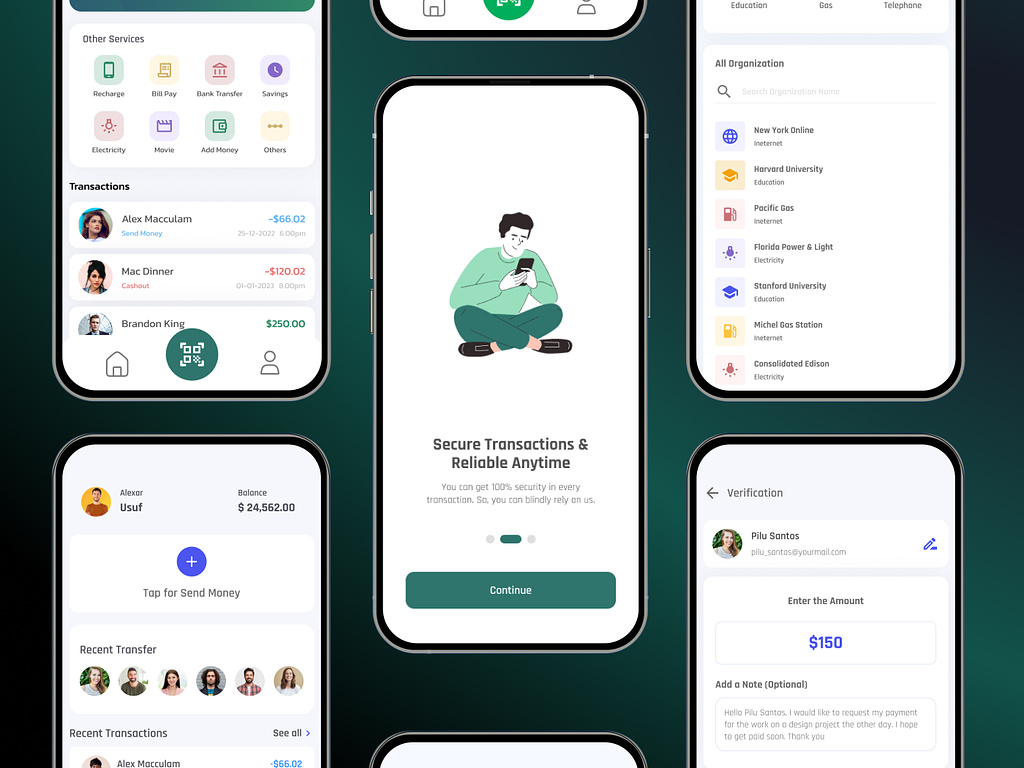 Other Services
Recharge
Bill Pay
Bank Transfer
Savings
Electricity
Movie
Add Money
Others
Transactions
Alex Macculam
-$66.02
Send Money
25-12-2022 6:00pm
Mac Dinner
-$120.02
Cashout
01-01-2023 8.00pm
Brandon King
$250.00
Alexar
Usuf
Balance
$ 24,562.00
Tap for Send Money
Recent Transfer
Recent Transactions
See all
Alex Macculam
-$66.02
Secure Transactions &
Reliable Anytime
You can get 100% security in every
transaction. So, you can blindly rely on us.
Continue
Education
Gas
Telephone
All Organization
Search Organization Name
New York Online
Ineternet
Harvard University
Education
Pacific Gas
Ineternet
Florida Power & Light
Electricity
Stanford University
Education
Michel Gas Station
Ineternet
Consolidated Edison
Electricity
Verification
Pilu Santos
pilu_santos@yourmail.com
Enter the Amount
$150
Add a Note (Optional)
Hello Pilu Santos, I would like to request my payment
for the work on a design project the other day. I hope
to get paid soon. Thank you